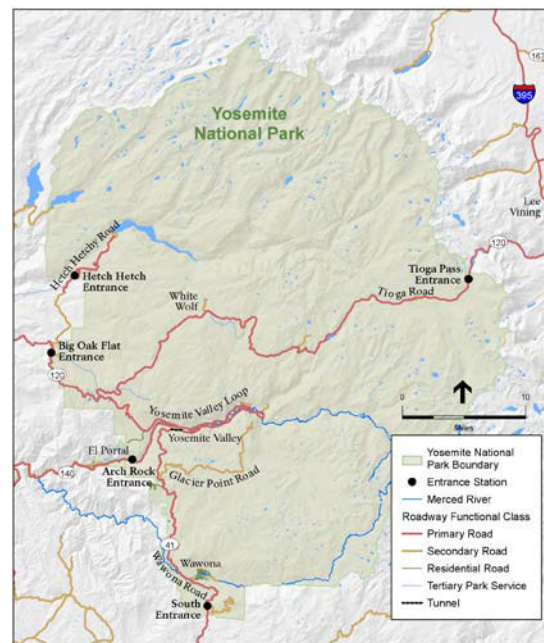 Yosemite
National Park
167
395
Lee
Vining
120
Hetch Hetchy Road
Hetch Hetch
Entrance
Tioga Pass
Entrance
Tioga Road
White
Wolf
Big Oak Flat
Entrance
120
Yosemite Valley Loop
Yosemite Valley
El Portal
140
Arch Rock
Entrance
Glacier Point Road
41
Wawona
Wawona Road
South
Entrance
0
10
Miles
Yosemite National
Park Boundary
Entrance Station
Merced River
Roadway Functional Class
Primary Road
Secondary Road
Residential Road
Tertiary Park Service
Tunnel